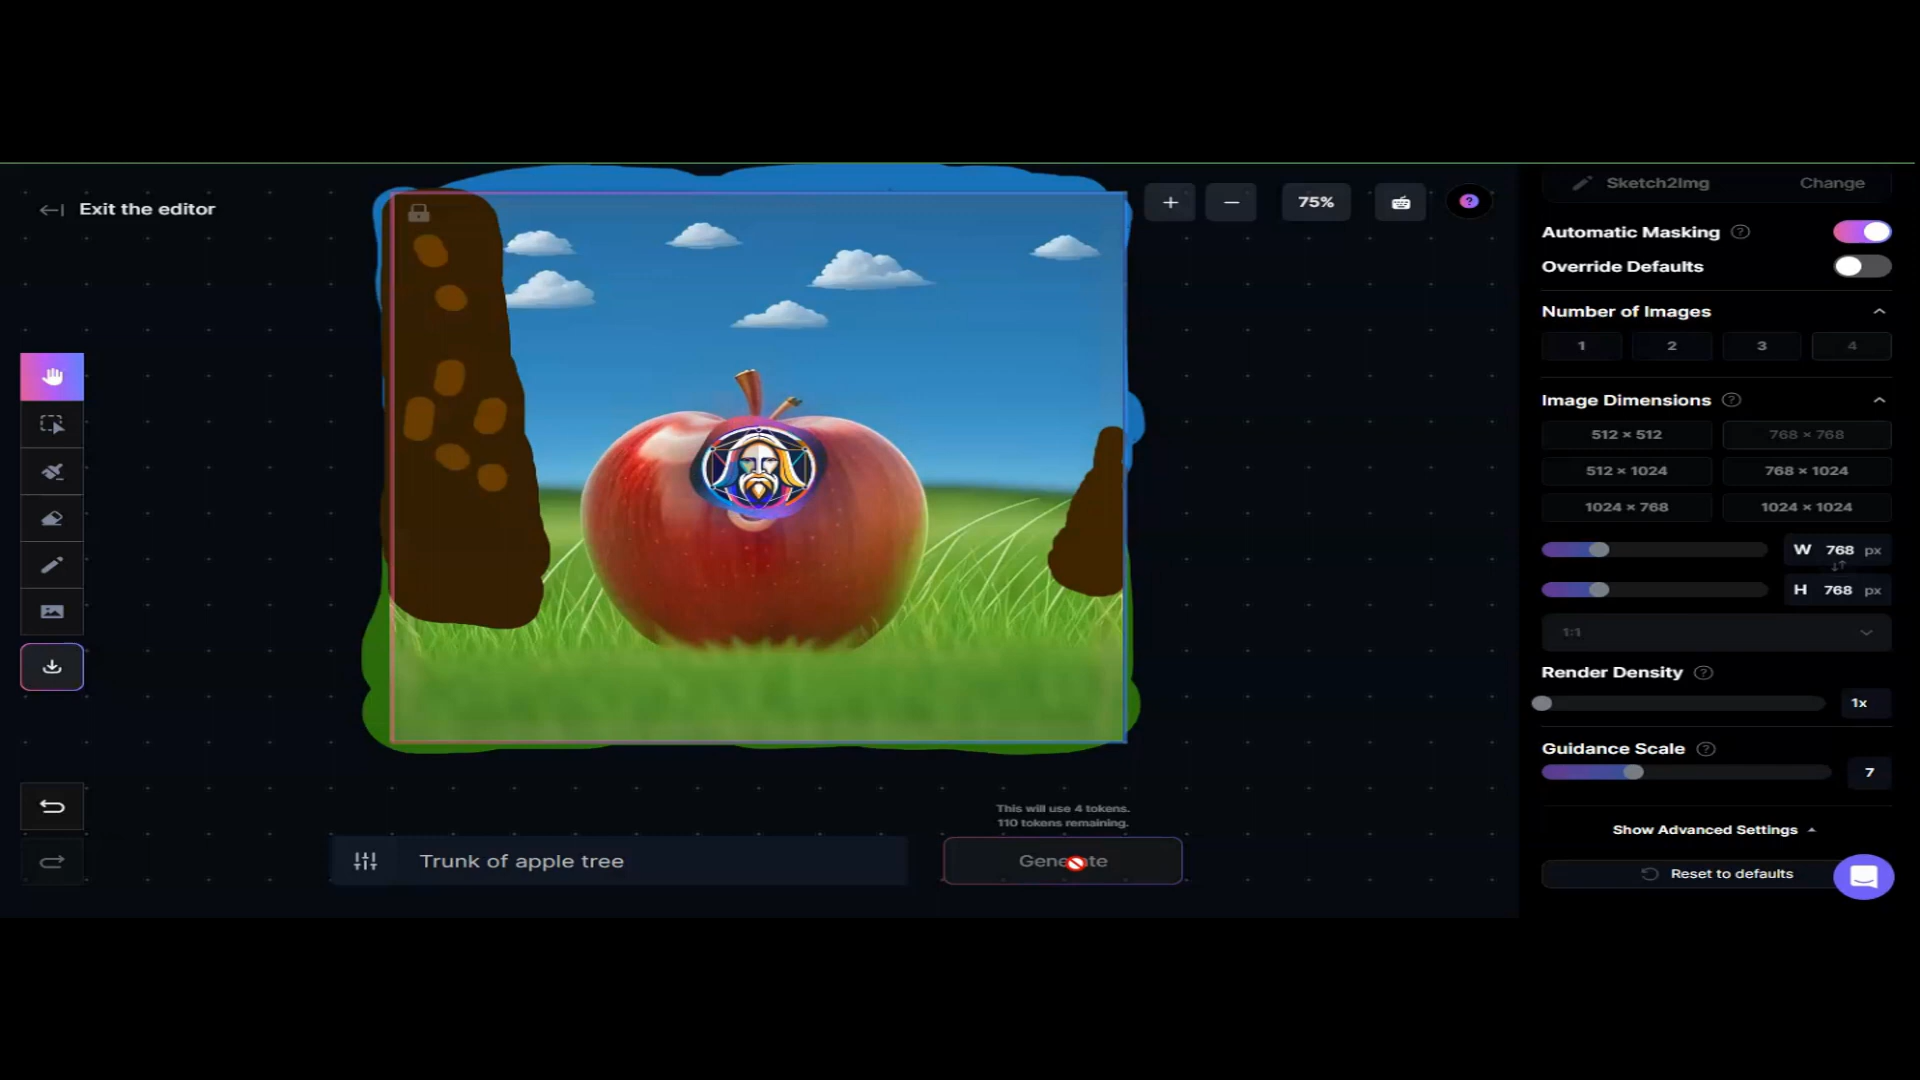 Exit the editor
75%
?
Sketch2Img
Change
Automatic Masking ?
Override Defaults
Number of Images
1 2 3 4
Image Dimensions ?
512 × 512
768 × 768
512 × 1024
768 × 1024
1024 × 768
1024 × 1024
W 768 px
H 768 px
1:1
Render Density ?
1x
Guidance Scale ?
7
Show Advanced Settings
Reset to defaults
This will use 4 tokens.
110 tokens remaining.
Trunk of apple tree
Generate